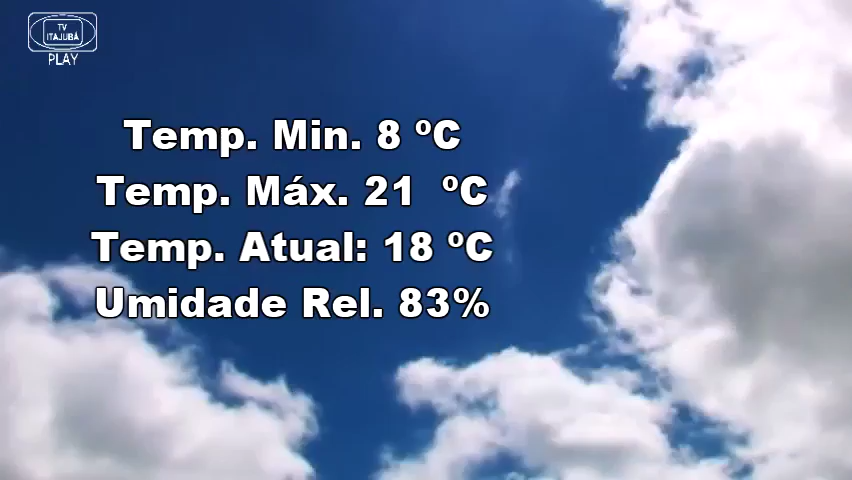 TV
ITAJUBÁ
PLAY
Temp. Min. 8 ºC
Temp. Máx. 21  ºC
Temp. Atual: 18 ºC
Umidade Rel. 83%